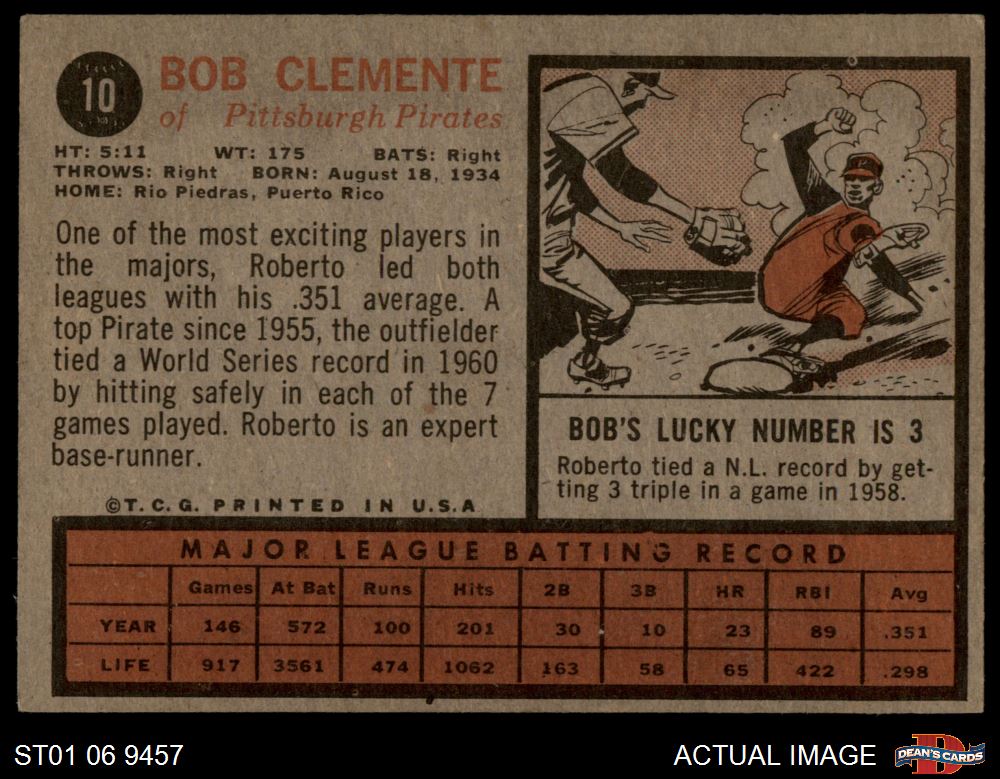 10
BOB CLEMENTE
of Pittsburgh Pirates
HT: 5:11 WT: 175 BATS: Right
THROWS: Right BORN: August 18, 1934
HOME: Rio Piedras, Puerto Rico
One of the most exciting players in
the majors, Roberto led both
leagues with his .351 average. A
top Pirate since 1955, the outfielder
tied a World Series record in 1960
by hitting safely in each of the 7
games played. Roberto is an expert
base-runner.
©T.C.G. PRINTED IN U.S.A
BOB'S LUCKY NUMBER IS 3
Roberto tied a N.L. record by get-
ting 3 triple in a game in 1958.
MAJOR LEAGUE BATTING RECORD
Games At Bat Runs Hits 2B 3B HR RBI Avg
YEAR 146 572 100 201 30 10 23 89 .351
LIFE 917 3561 474 1062 163 58 65 422 .298
ST01 06 9457
ACTUAL IMAGE
D
DEAN'S CARDS